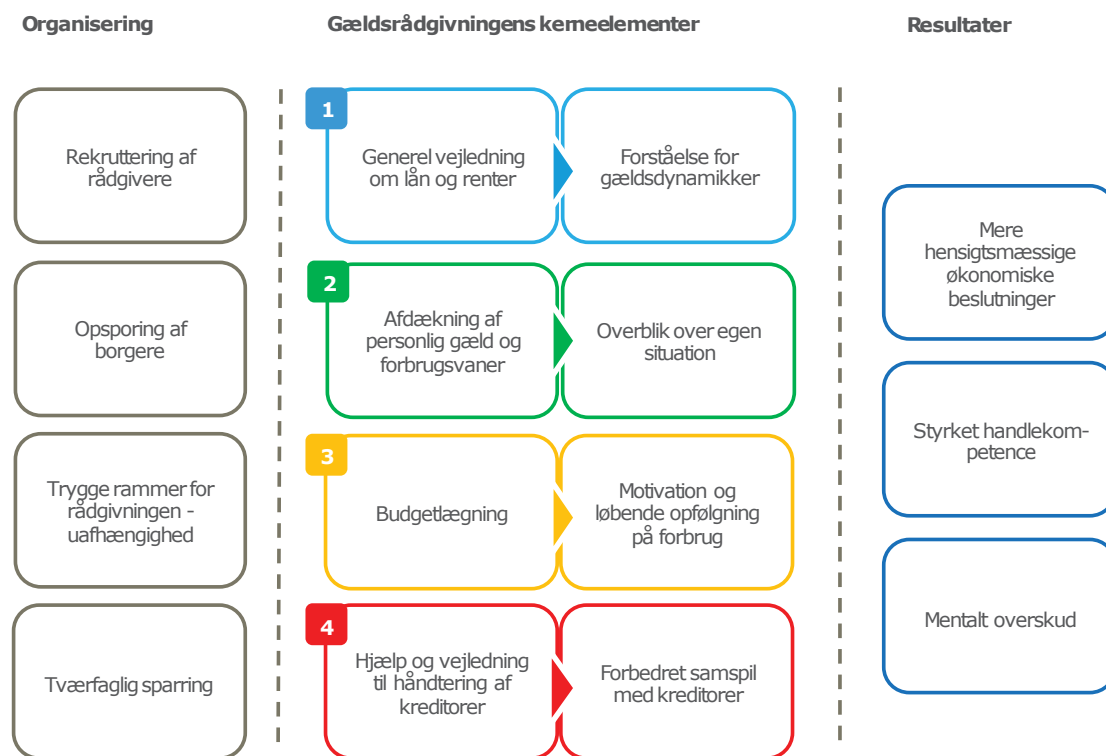 Organisering
Gældsrådgivningens kerneelementer
Resultater
Rekruttering af
rådgivere
Opsporing af
borgere
Trygge rammer for
rådgivningen -
uafhængighed
Tværfaglig sparring
1
Generel vejledning
om lån og renter
Forståelse for
gældsdynamikker
2
Afdækning af
personlig gæld og
forbrugsvaner
Overblik over egen
situation
3
Budgetlægning
Motivation og
løbende opfølgning
på forbrug
4
Hjælp og vejledning
til håndtering af
kreditorer
Forbedret samspil
med kreditorer
Mere
hensigtsmæssige
økonomiske
beslutninger
Styrket handlekom-
petence
Mentalt overskud